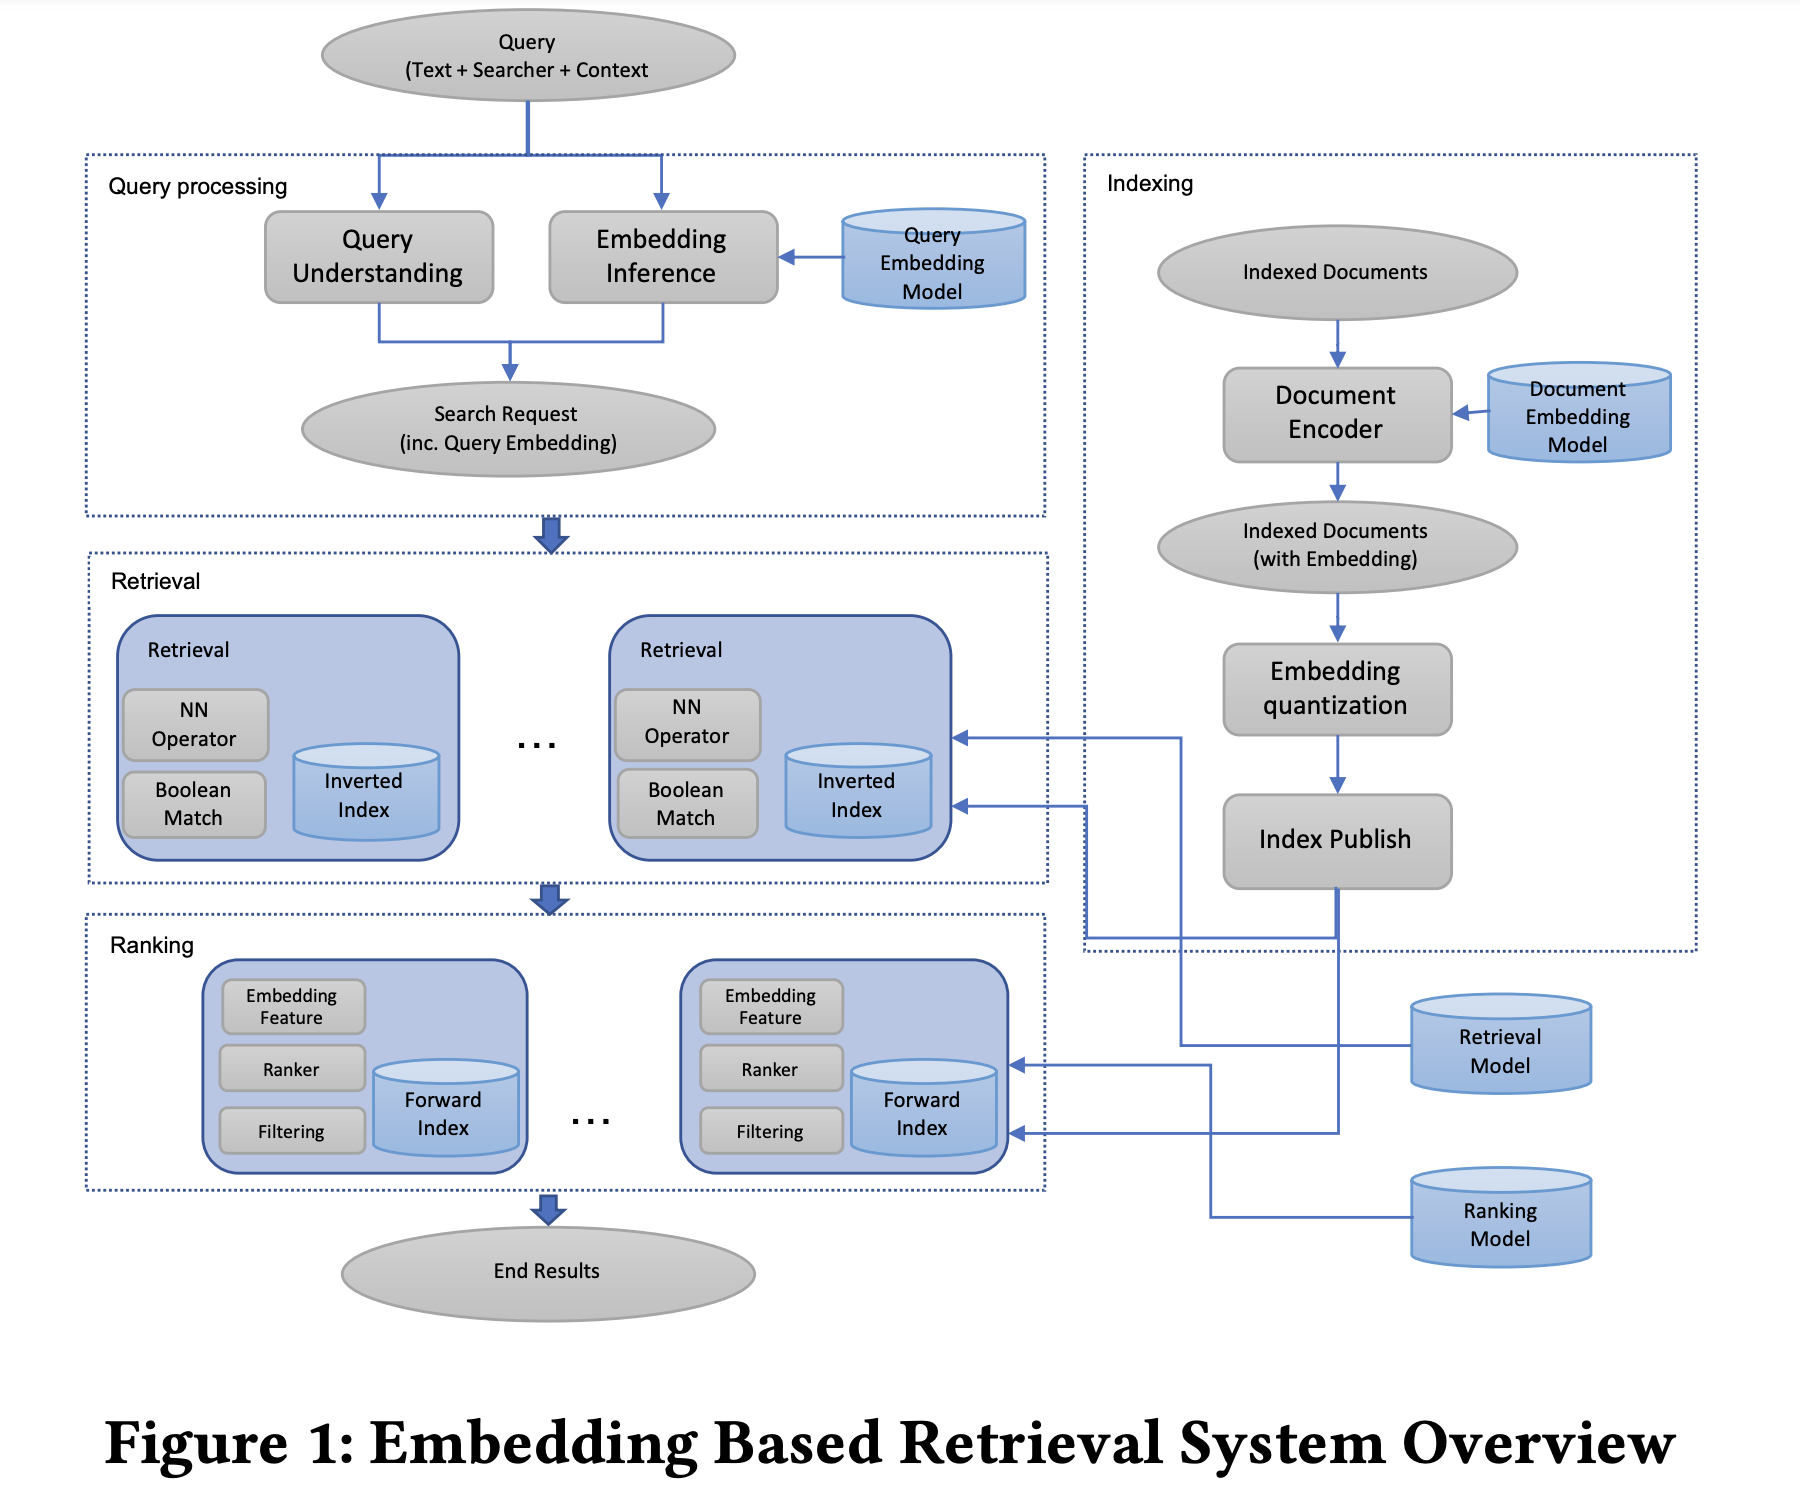 Query
(Text + Searcher + Context
Query processing
Query
Understanding
Embedding
Inference
Query
Embedding
Model
Search Request
(inc. Query Embedding)
Indexing
Indexed Documents
Document
Encoder
Document
Embedding
Model
Indexed Documents
(with Embedding)
Embedding
quantization
Index Publish
Retrieval
Retrieval
NN
Operator
Boolean
Match
Inverted
Index
...
Retrieval
NN
Operator
Boolean
Match
Inverted
Index
Ranking
Embedding
Feature
Ranker
Filtering
Forward
Index
...
Embedding
Feature
Ranker
Filtering
Forward
Index
Retrieval
Model
Ranking
Model
End Results
Figure 1: Embedding Based Retrieval System Overview